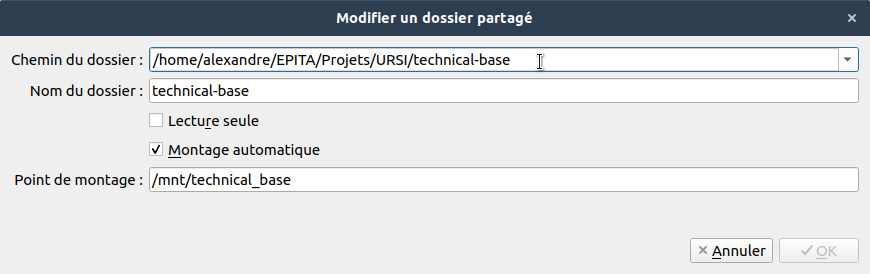 Modifier un dossier partagé
Chemin du dossier : /home/alexandre/EPITA/Projets/URSI/technical-base
Nom du dossier : technical-base
Lecture seule
Montage automatique
Point de montage : /mnt/technical_base
Annuler OK